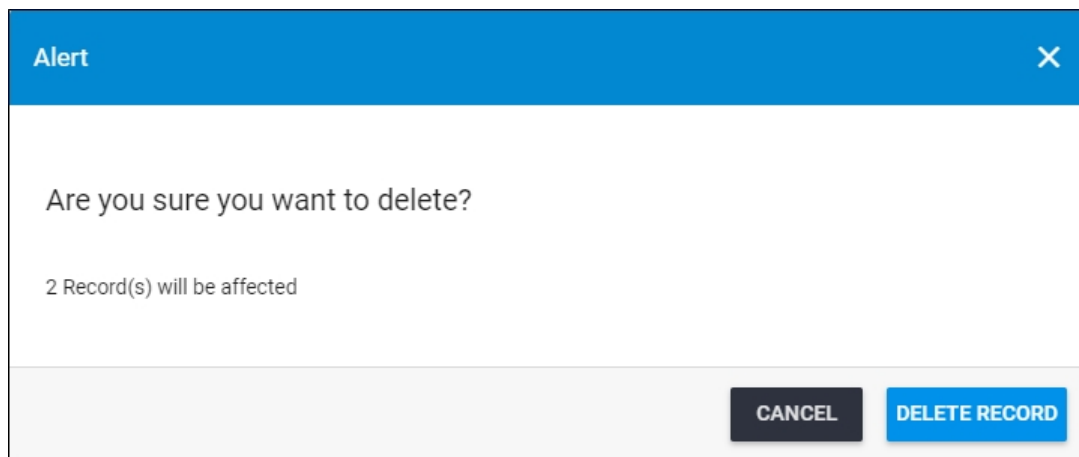 Alert
Are you sure you want to delete?
2 Record(s) will be affected
CANCEL DELETE RECORD